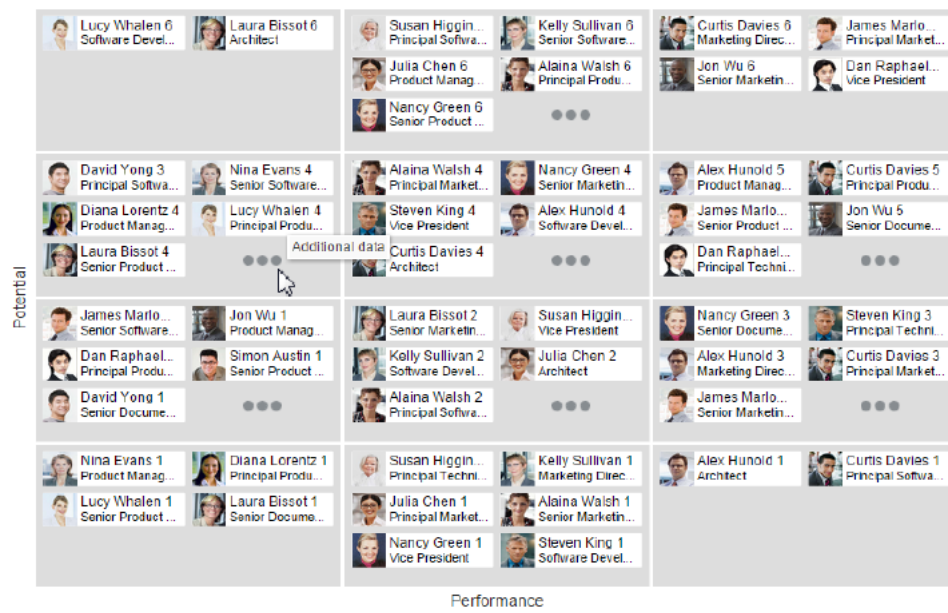 Lucy Whalen 6
Software Devel...
Laura Bissot 6
Architect
Susan Higgin...
Principal Softwa...
Kelly Sullivan 6
Senior Software...
Julia Chen 6
Product Manag...
Alaina Walsh 6
Principal Produ...
Nancy Green 6
Senior Product ...
Curtis Davies 6
Marketing Direc...
James Marlo...
Principal Market...
Jon Wu 6
Senior Marketin...
Dan Raphael...
Vice President
David Yong 3
Principal Softwa...
Nina Evans 4
Senior Software...
Diana Lorentz 4
Product Manag...
Lucy Whalen 4
Principal Produ...
Laura Bissot 4
Senior Product ...
Additional data
Alaina Walsh 4
Principal Market...
Nancy Green 4
Senior Marketin...
Steven King 4
Vice President
Alex Hunold 4
Software Devel...
Curtis Davies 4
Architect
Alex Hunold 5
Product Manag...
Curtis Davies 5
Principal Produ...
James Marlo...
Senior Product ...
Jon Wu 5
Senior Docume...
Dan Raphael...
Principal Techni...
Potential
James Marlo...
Senior Software...
Jon Wu 1
Product Manag...
Dan Raphael...
Principal Produ...
Simon Austin 1
Senior Product ...
David Yong 1
Senior Docume...
Laura Bissot 2
Senior Marketin...
Susan Higgin...
Vice President
Kelly Sullivan 2
Software Devel...
Julia Chen 2
Architect
Alaina Walsh 2
Principal Softwa...
Nancy Green 3
Senior Docume...
Steven King 3
Principal Techni...
Alex Hunold 3
Marketing Direc...
Curtis Davies 3
Principal Market...
James Marlo...
Senior Marketin...
Nina Evans 1
Product Manag...
Diana Lorentz 1
Principal Produ...
Lucy Whalen 1
Senior Product ...
Laura Bissot 1
Senior Docume...
Susan Higgin...
Principal Techni...
Kelly Sullivan 1
Marketing Direc...
Julia Chen 1
Principal Market...
Alaina Walsh 1
Senior Marketin...
Nancy Green 1
Vice President
Steven King 1
Software Devel...
Alex Hunold 1
Architect
Curtis Davies 1
Principal Softwa...
Performance